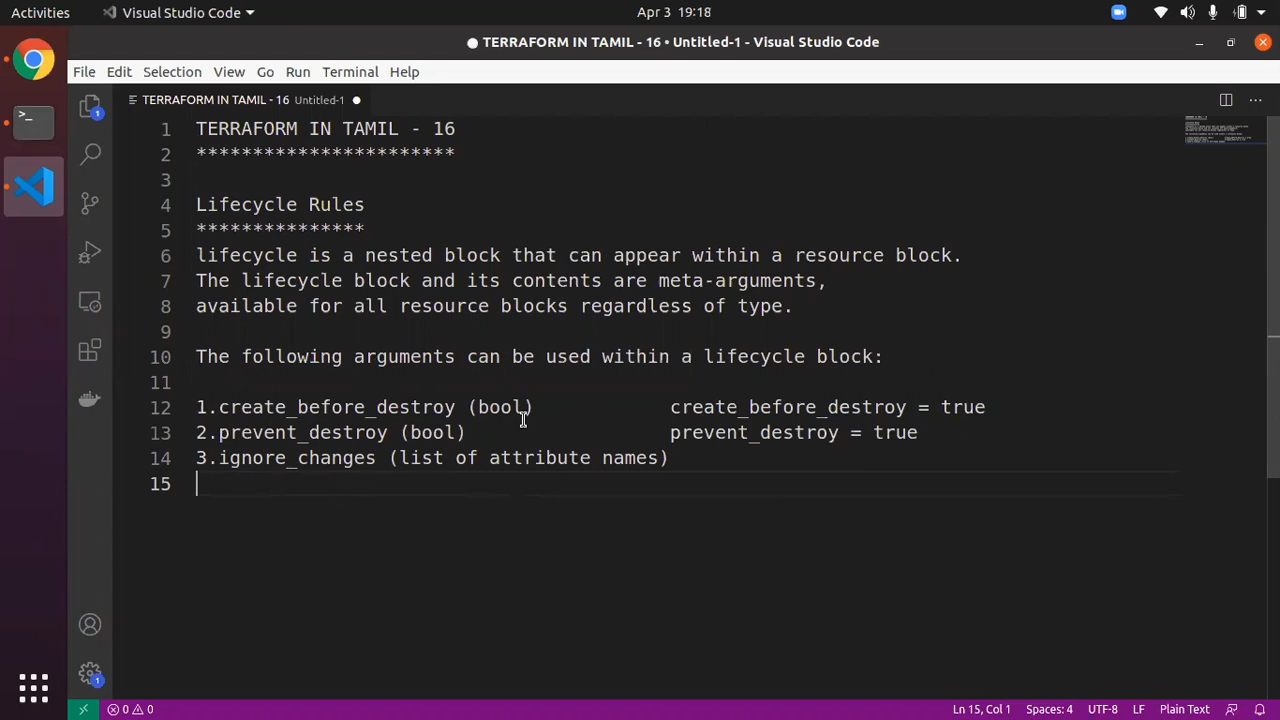 Activities
Visual Studio Code
Apr 3 19:18
● TERRAFORM IN TAMIL - 16 • Untitled-1 - Visual Studio Code
File Edit Selection View Go Run Terminal Help
TERRAFORM IN TAMIL - 16 Untitled-1 ●
1 TERRAFORM IN TAMIL - 16
2 ***********************
3
4 Lifecycle Rules
5 ***************
6 lifecycle is a nested block that can appear within a resource block.
7 The lifecycle block and its contents are meta-arguments,
8 available for all resource blocks regardless of type.
9
10 The following arguments can be used within a lifecycle block:
11
12 1.create_before_destroy (bool) create_before_destroy = true
13 2.prevent_destroy (bool) prevent_destroy = true
14 3.ignore_changes (list of attribute names)
15
1
1
0 0
Ln 15, Col 1 Spaces: 4 UTF-8 LF Plain Text